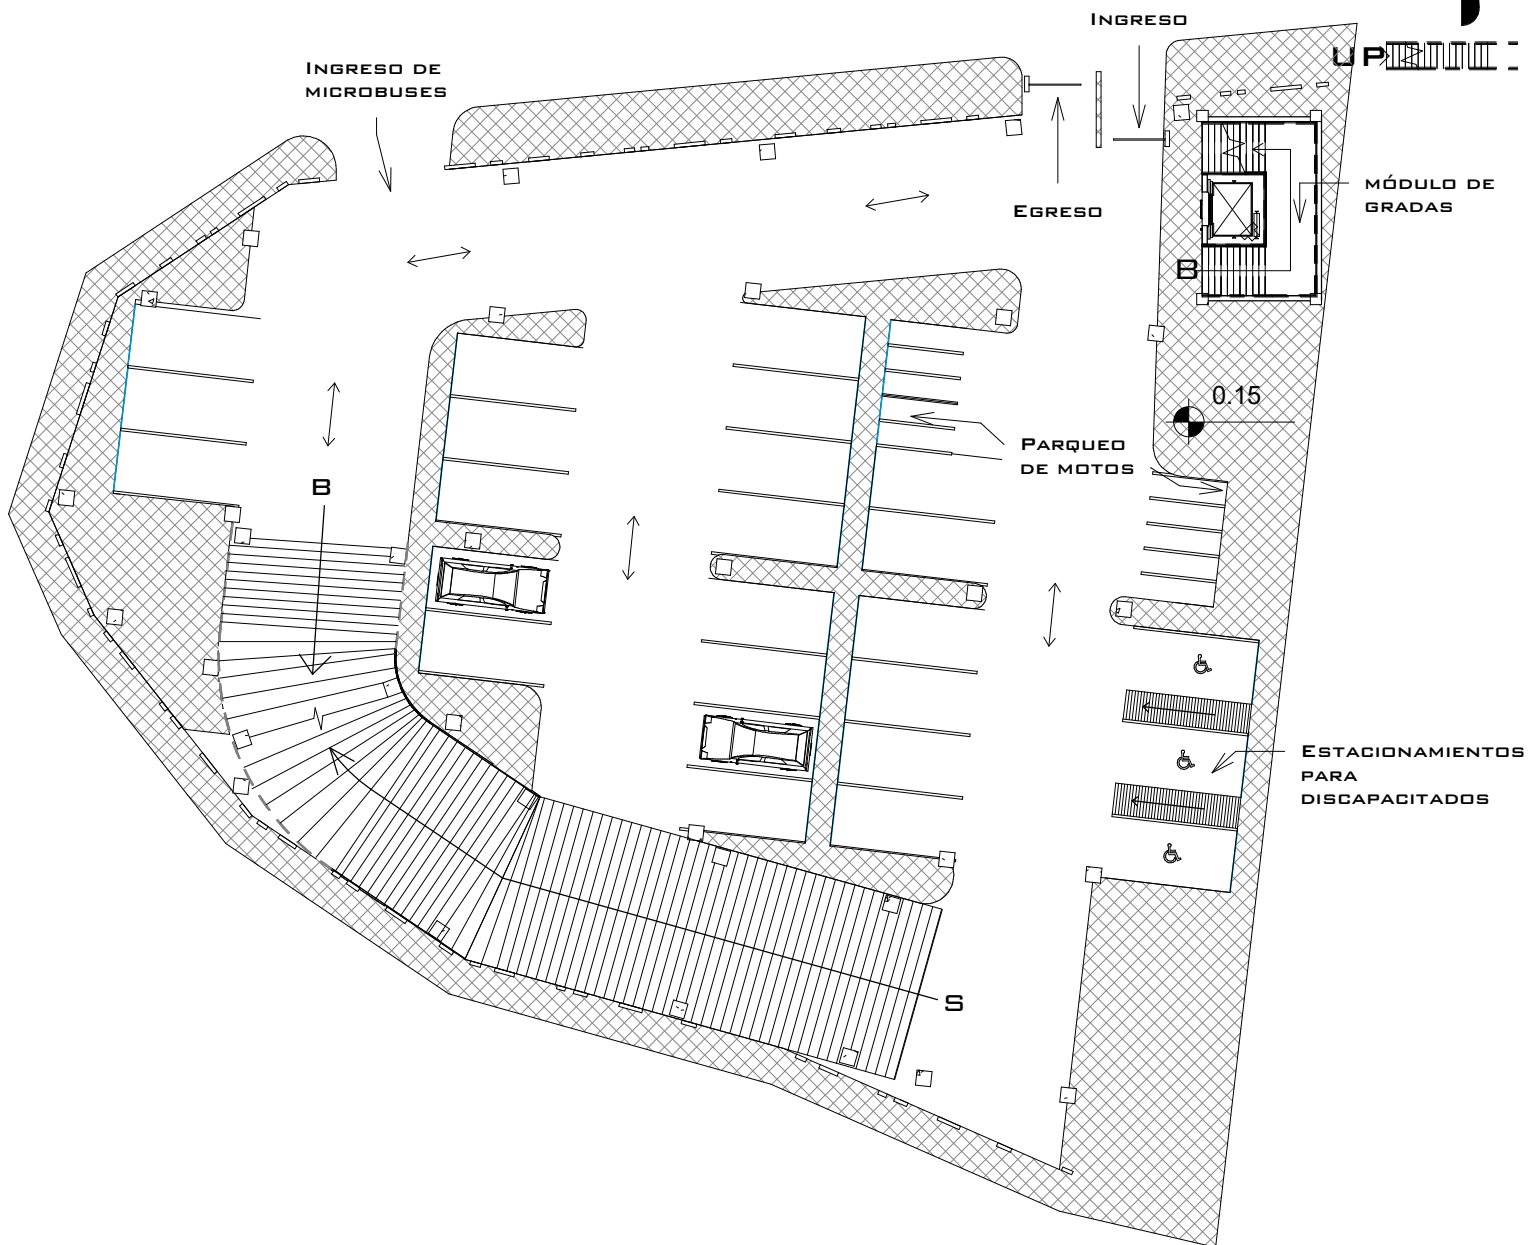 INGRESO
UP
INGRESO DE
MICROBUSES
EGRESO
MÓDULO DE
GRADAS
B
0.15
PARQUEO
DE MOTOS
B
ESTACIONAMIENTOS
PARA
DISCAPACITADOS
S